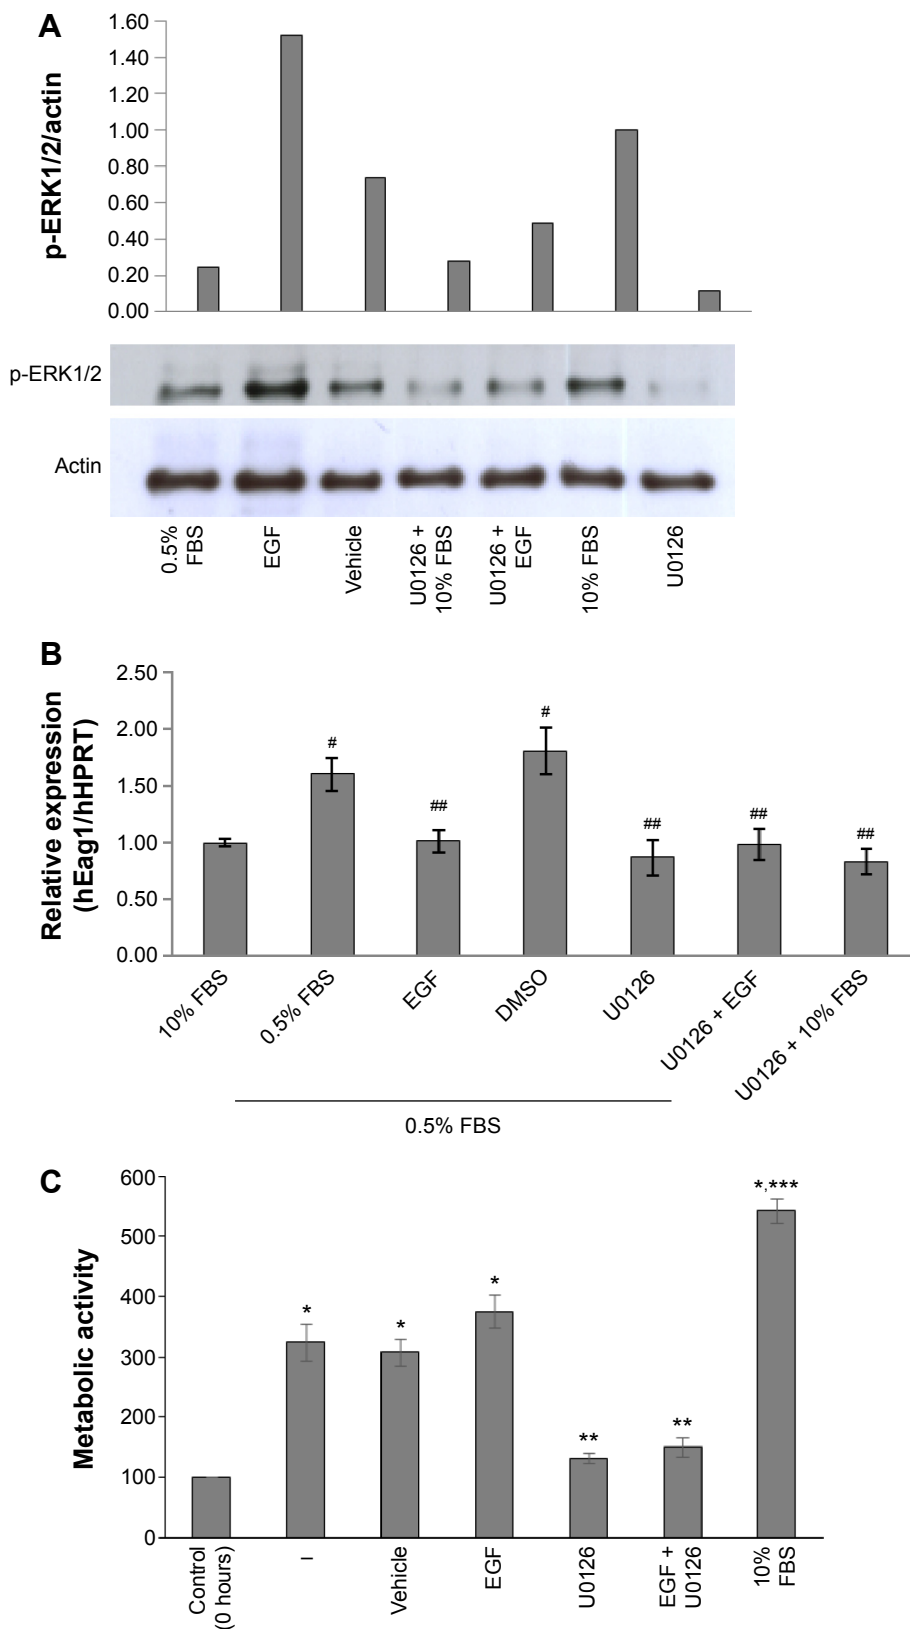 A
p-ERK1/2/actin
1.60
1.40
1.20
1.00
0.80
0.60
0.40
0.20
0.00
p-ERK1/2
Actin
0.5%
FBS
EGF
Vehicle
U0126 +
10% FBS
U0126 +
EGF
10% FBS
U0126
B
Relative expression
(hEag1/hHPRT)
2.50
2.00
1.50
1.00
0.50
0.00
#
##
#
##
##
##
10% FBS
0.5% FBS
EGF
DMSO
U0126
U0126 + EGF
U0126 + 10% FBS
0.5% FBS
C
Metabolic activity
600
500
400
300
200
100
0
*
*
*
**
**
*,***
Control
(0 hours)
–
Vehicle
EGF
U0126
EGF +
U0126
10%
FBS